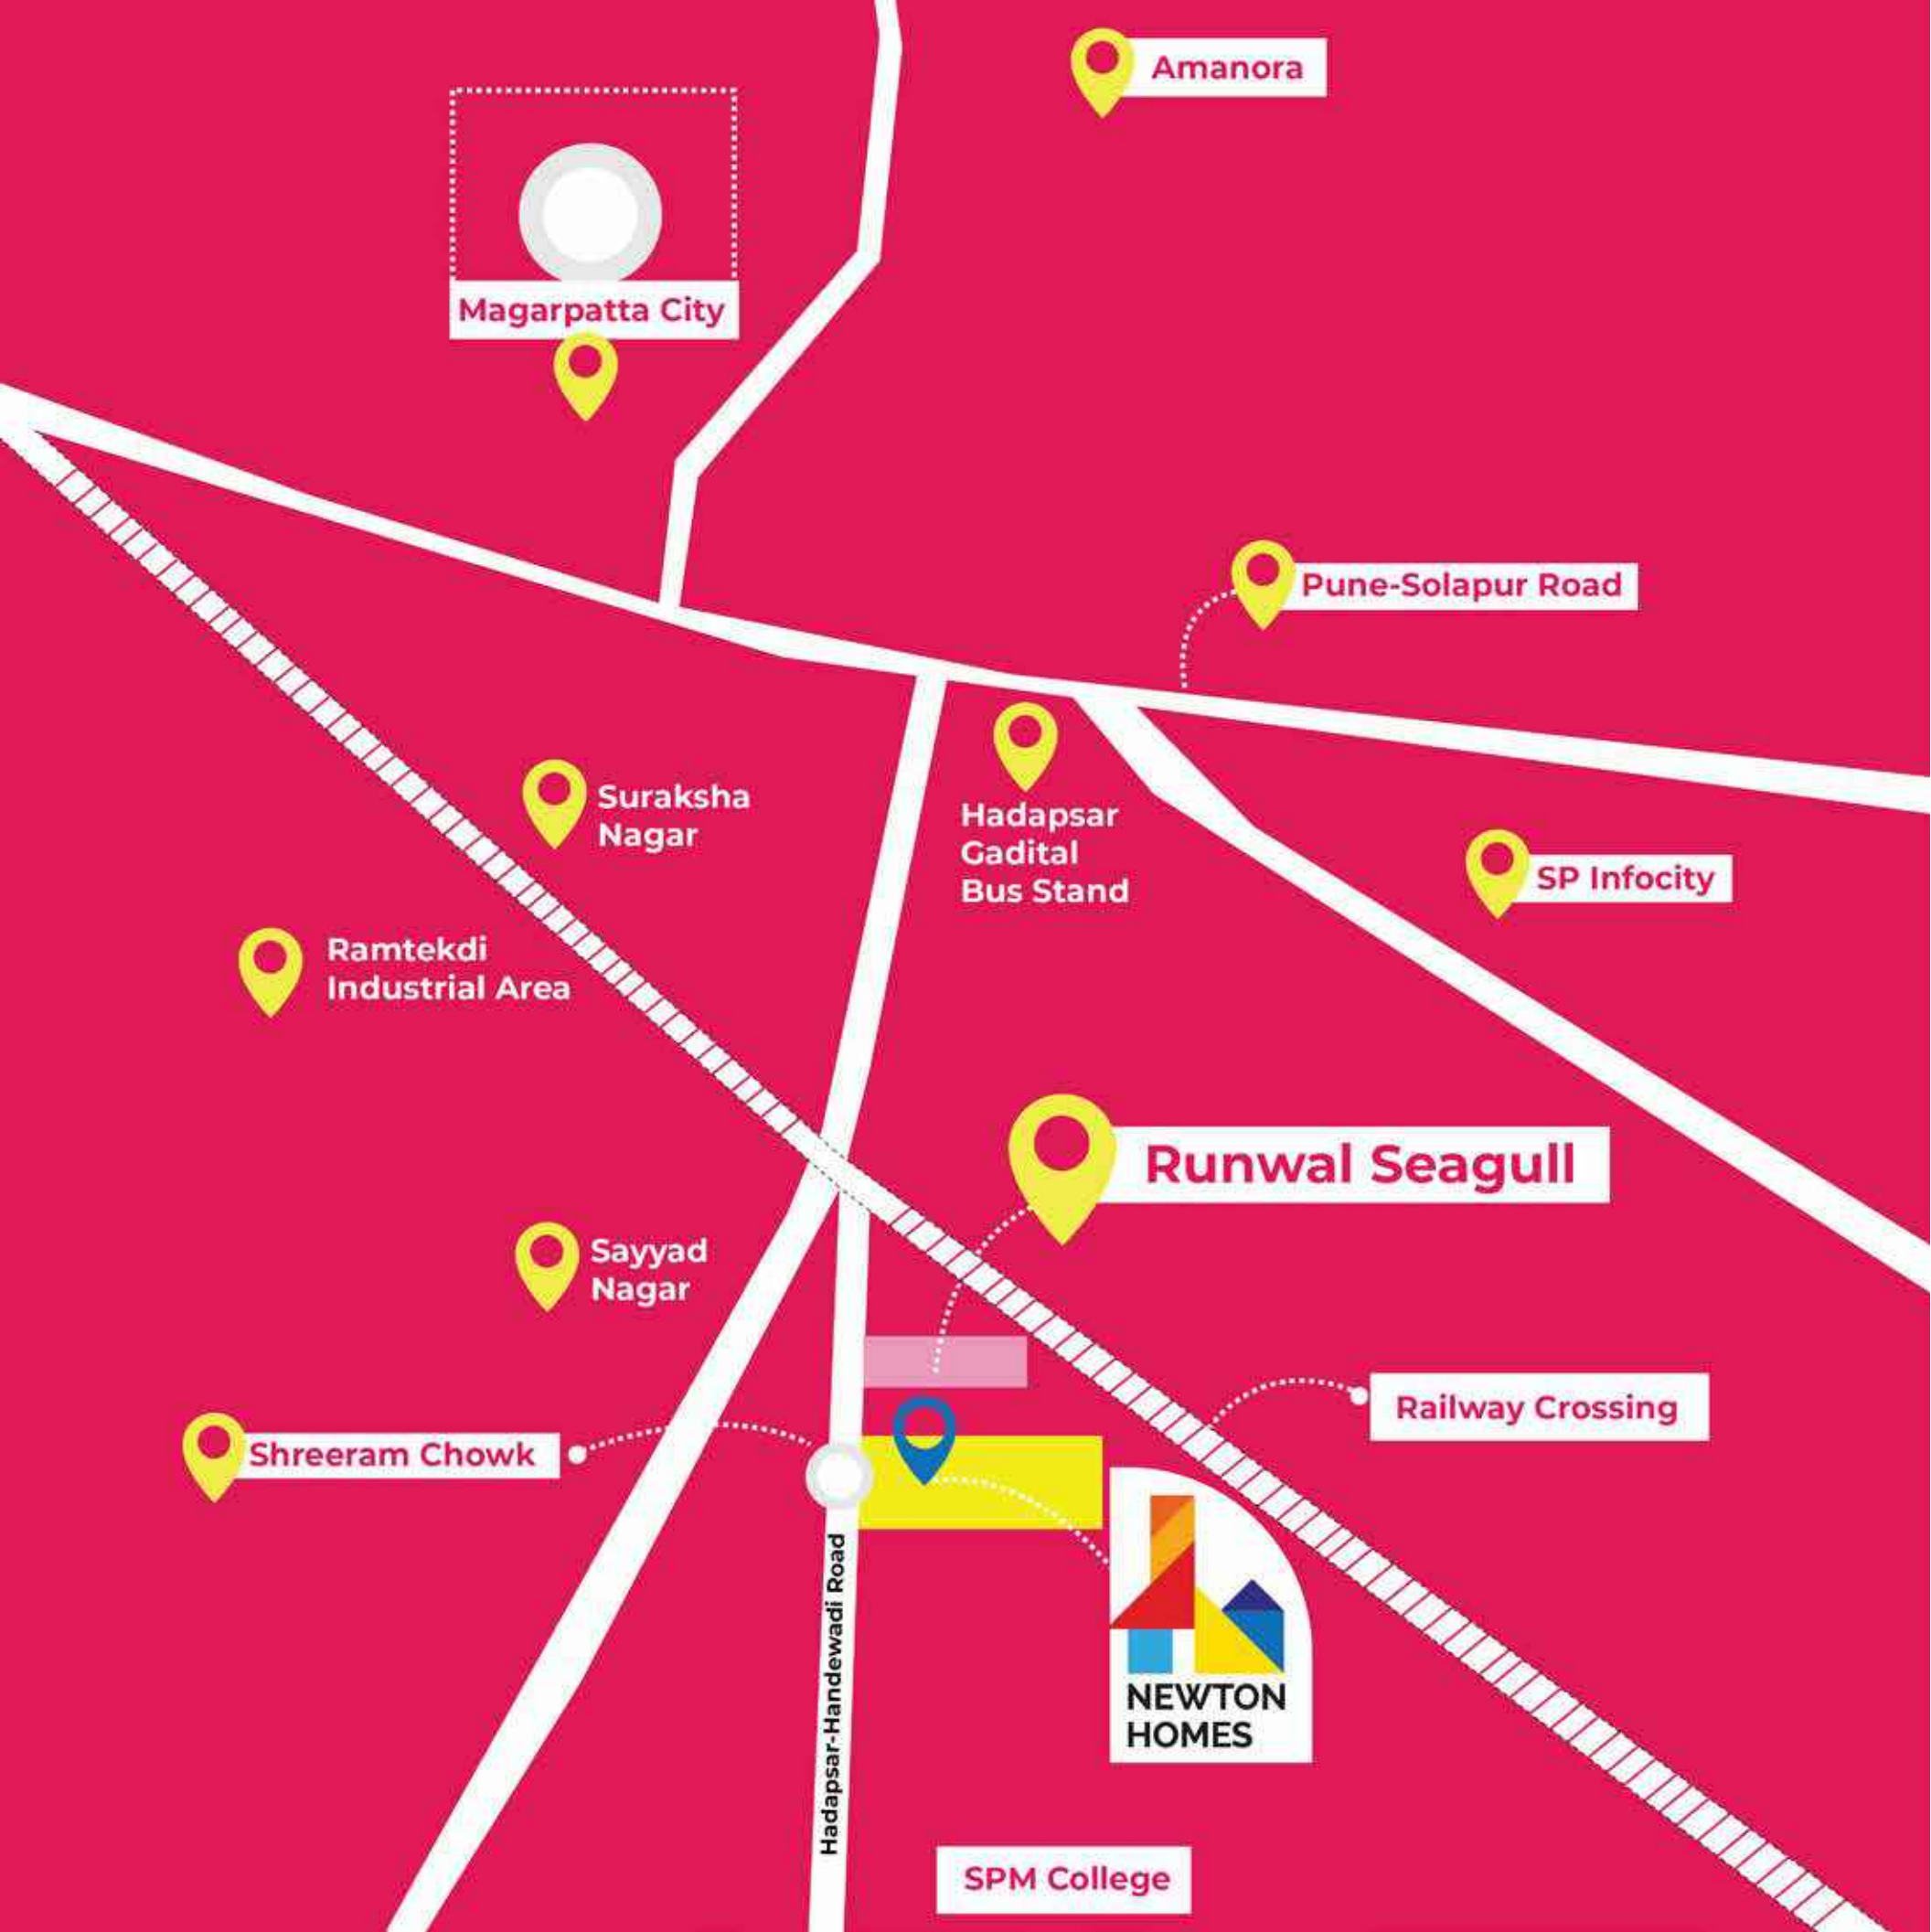 Amanora
Magarpatta City
Pune-Solapur Road
Suraksha
Nagar
Hadapsar
Gadital
Bus Stand
SP Infocity
Ramtekdi
Industrial Area
Runwal Seagull
Sayyad
Nagar
Railway Crossing
Shreeram Chowk
Hadapsar-Handewadi Road
NEWTON
HOMES
SPM College